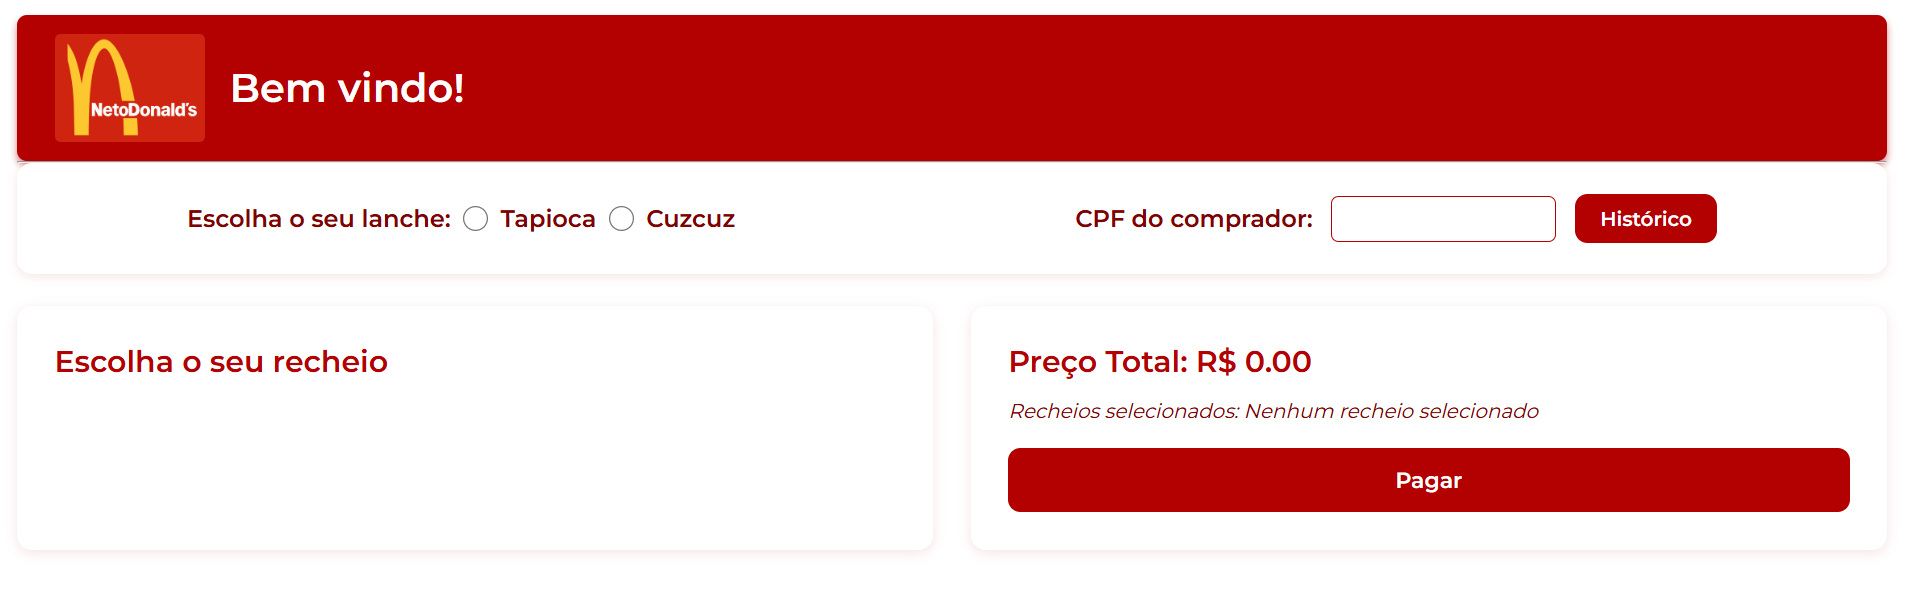 NetoDonald's
Bem vindo!
Escolha o seu lanche: Tapioca Cuzcuz
CPF do comprador: Histórico
Escolha o seu recheio
Preço Total: R$ 0.00
Recheios selecionados: Nenhum recheio selecionado
Pagar